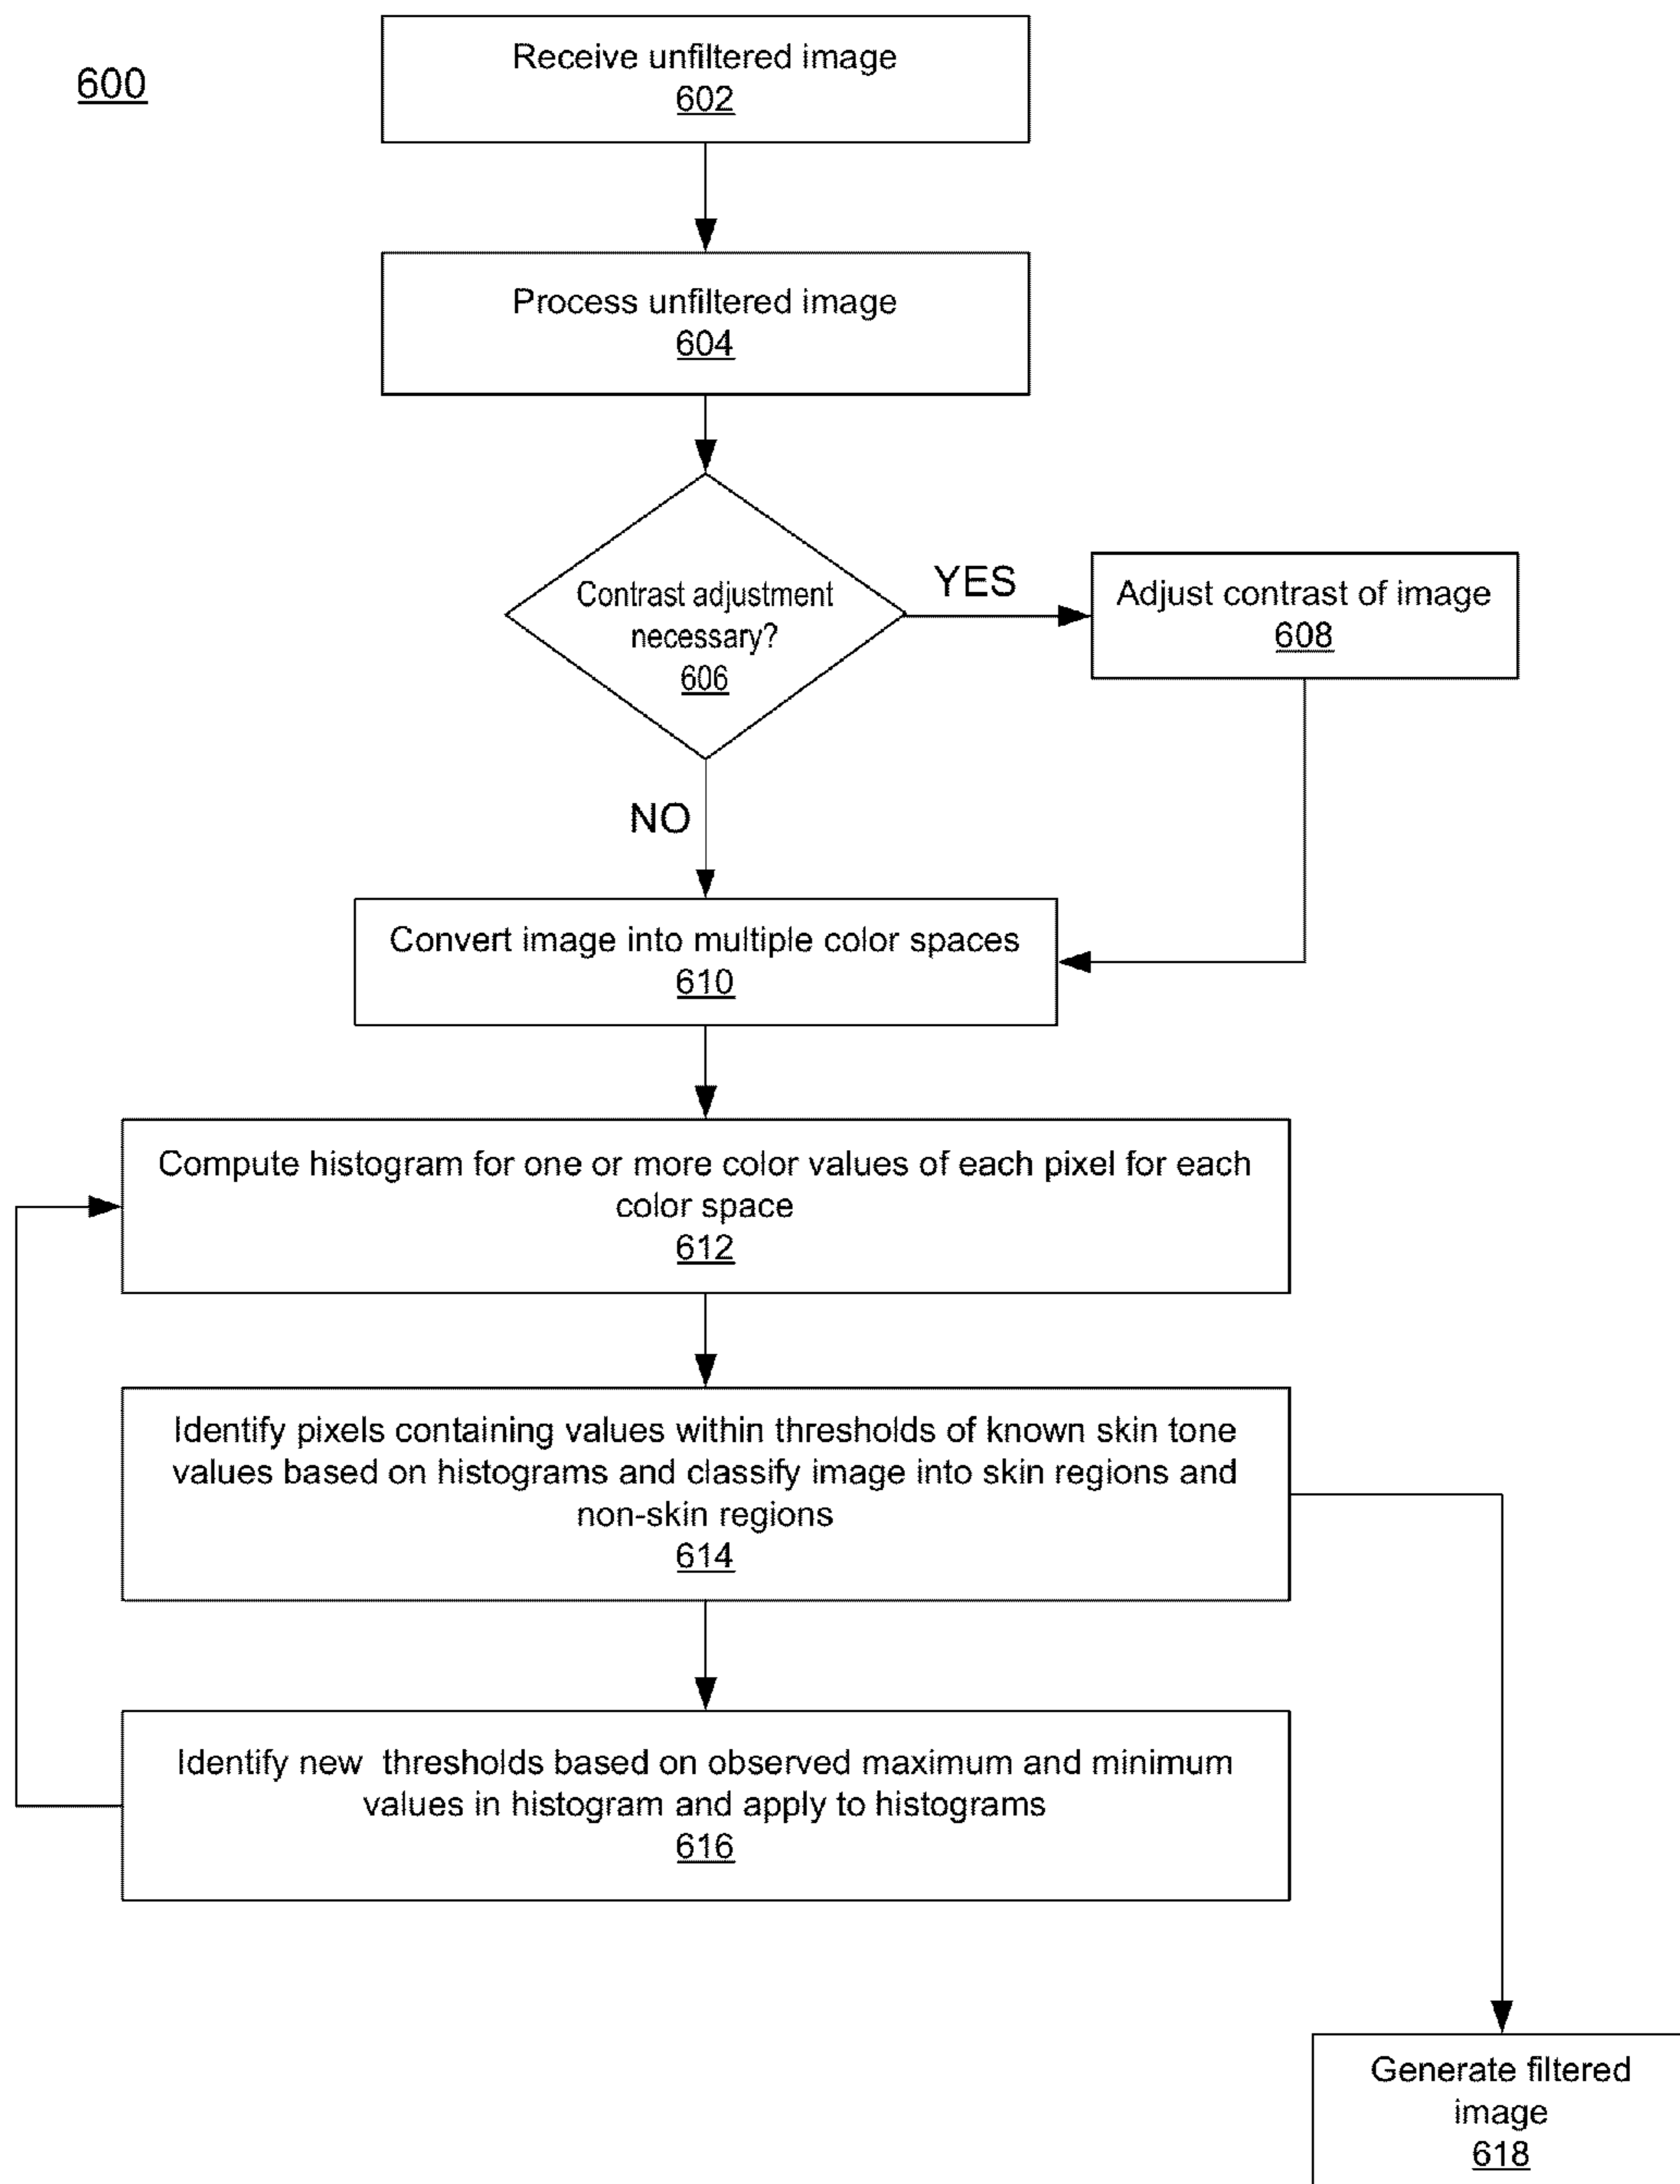 600
Receive unfiltered image
602
Process unfiltered image
604
Contrast adjustment
necessary?
606
YES
Adjust contrast of image
608
NO
Convert image into multiple color spaces
610
Compute histogram for one or more color values of each pixel for each
color space
612
Identify pixels containing values within thresholds of known skin tone
values based on histograms and classify image into skin regions and
non-skin regions
614
Identify new thresholds based on observed maximum and minimum
values in histogram and apply to histograms
616
Generate filtered
image
618